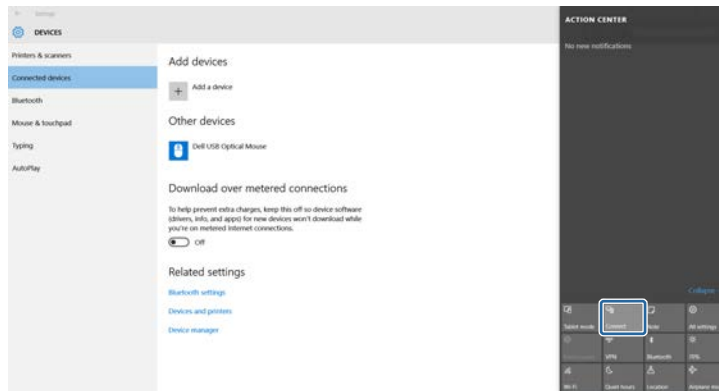 Settings
DEVICES
Printers & scanners
Connected devices
Bluetooth
Mouse & touchpad
Typing
AutoPlay
Add devices
Add a device
Other devices
Dell USB Optical Mouse
Download over metered connections
To help prevent extra charges, keep this off so device software
(drivers, info, and apps) for new devices won't download while
you're on metered Internet connections.
Off
Related settings
Bluetooth settings
Devices and printers
Device manager
ACTION CENTER
No new notifications
Collapse
Tablet mode
Connect
Note
All settings
VPN
Bluetooth
70%
Wi-Fi
Quiet hours
Location
Airplane mo